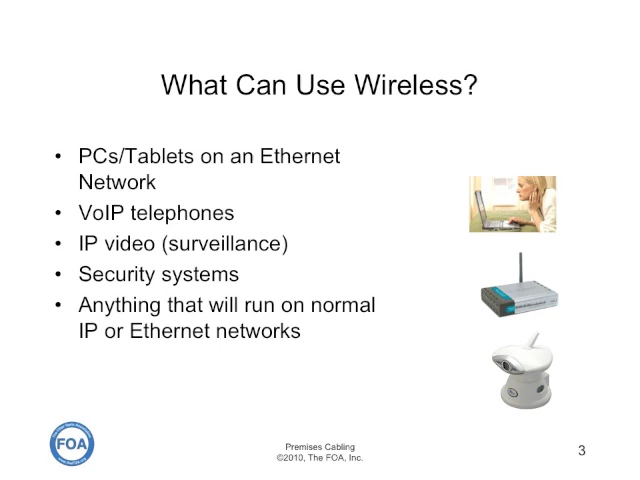 What Can Use Wireless?
• PCs/Tablets on an Ethernet
Network
• VoIP telephones
• IP video (surveillance)
• Security systems
• Anything that will run on normal
IP or Ethernet networks
FOA
Premises Cabling
©2010, The FOA, Inc.
3